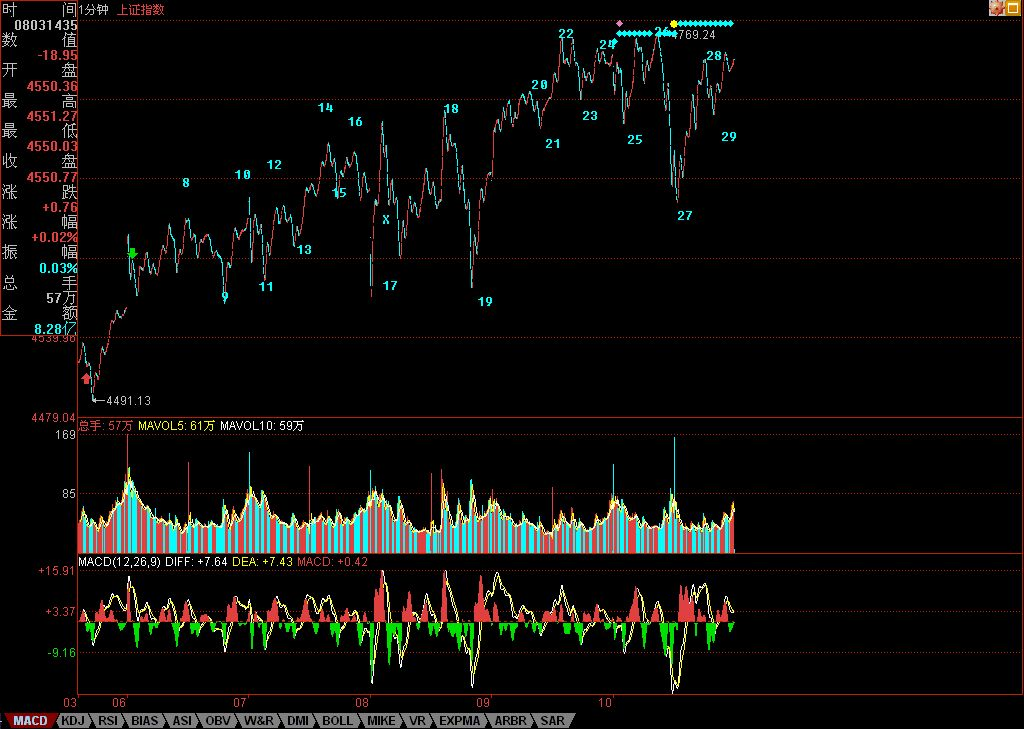 1分钟 上证指数
时间
08031435
数值
-18.95
开盘
4550.36
最高
4551.27
最低
4550.03
收盘
4550.77
涨跌
+0.76
涨幅
+0.02%
振幅
0.03%
总手
57万
金额
8.28亿
4539.96
4479.04
4769.24
4491.13
8
9
10
11
12
13
14
15
16
X
17
18
19
20
21
22
23
24
25
26
27
28
29
总手: 57万 MAVOL5: 61万 MAVOL10: 59万
169
85
MACD(12,26,9) DIFF: +7.64 DEA: +7.43 MACD: +0.42
+15.91
+3.37
-9.16
03 06 07 08 09 10
MACD KDJ RSI BIAS ASI OBV W&R DMI BOLL MIKE VR EXPMA ARBR SAR